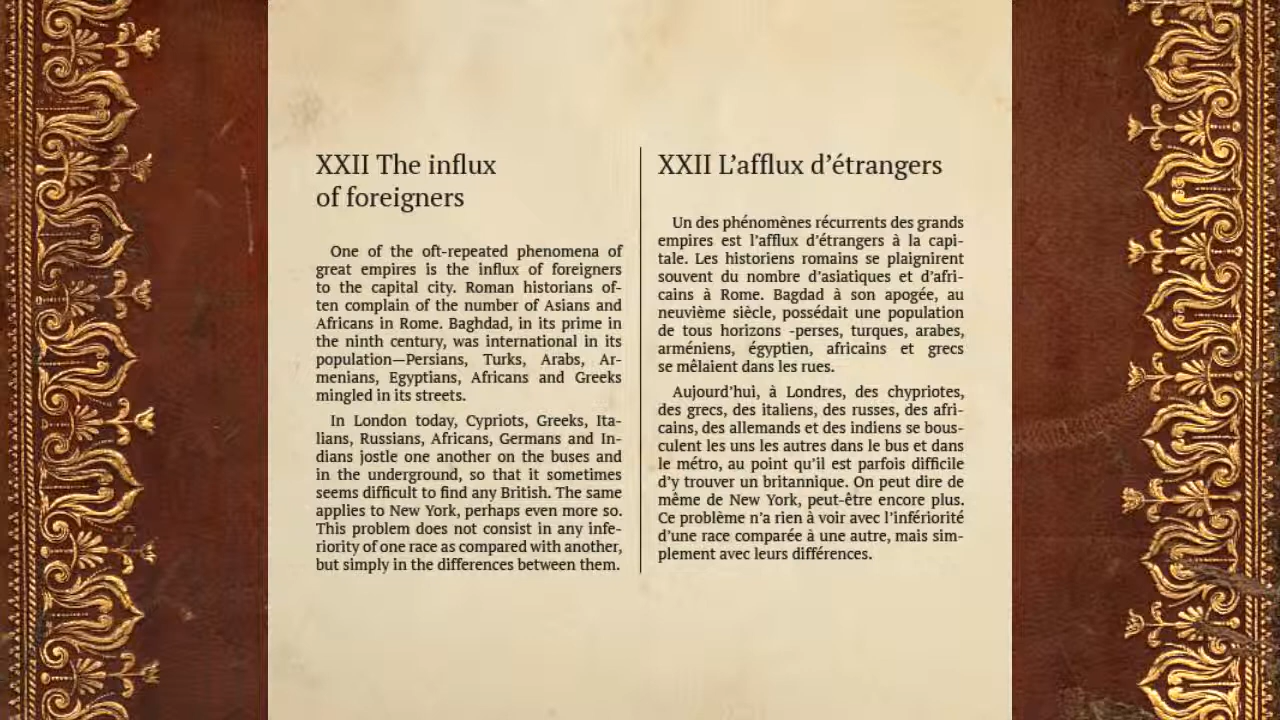 XXII The influx
of foreigners
One of the oft-repeated phenomena of
great empires is the influx of foreigners
to the capital city. Roman historians of-
ten complain of the number of Asians and
Africans in Rome. Baghdad, in its prime in
the ninth century, was international in its
population—Persians, Turks, Arabs, Ar-
menians, Egyptians, Africans and Greeks
mingled in its streets.
In London today, Cypriots, Greeks, Ita-
lians, Russians, Africans, Germans and In-
dians jostle one another on the buses and
in the underground, so that it sometimes
seems difficult to find any British. The same
applies to New York, perhaps even more so.
This problem does not consist in any infe-
riority of one race as compared with another,
but simply in the differences between them.
XXII L’afflux d’étrangers
Un des phénomènes récurrents des grands
empires est l’afflux d’étrangers à la capi-
tale. Les historiens romains se plaignirent
souvent du nombre d’asiatiques et d’afri-
cains à Rome. Bagdad à son apogée, au
neuvième siècle, possédait une population
de tous horizons -perses, turques, arabes,
arméniens, égyptien, africains et grecs
se mêlaient dans les rues.
Aujourd’hui, à Londres, des chypriotes,
des grecs, des italiens, des russes, des afri-
cains, des allemands et des indiens se bous-
culent les uns les autres dans le bus et dans
le métro, au point qu’il est parfois difficile
d’y trouver un britannique. On peut dire de
même de New York, peut-être encore plus.
Ce problème n’a rien à voir avec l’infériorité
d’une race comparée à une autre, mais sim-
plement avec leurs différences.